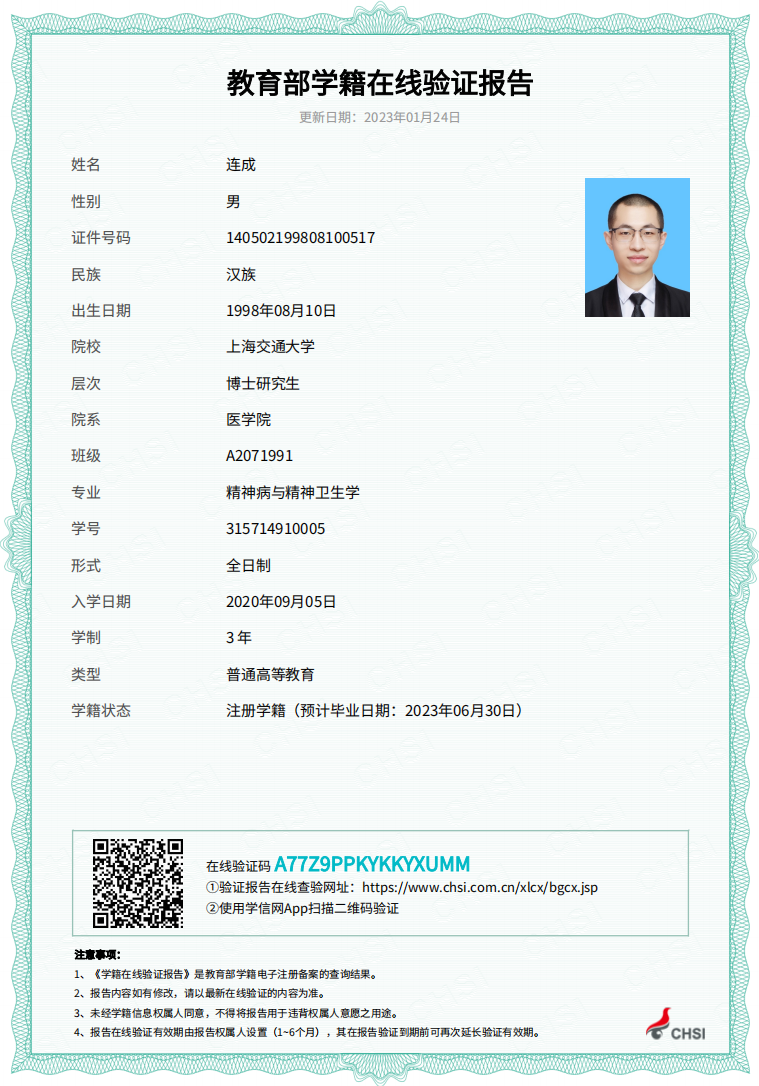 教育部学籍在线验证报告
更新日期：2023年01月24日
姓名 连成
性别 男
证件号码 140502199808100517
民族 汉族
出生日期 1998年08月10日
院校 上海交通大学
层次 博士研究生
院系 医学院
班级 A2071991
专业 精神病与精神卫生学
学号 315714910005
形式 全日制
入学日期 2020年09月05日
学制 3 年
类型 普通高等教育
学籍状态 注册学籍（预计毕业日期：2023年06月30日）
在线验证码 A77Z9PPKYKKYXUMM
①验证报告在线查验网址：https://www.chsi.com.cn/xlcx/bgcx.jsp
②使用学信网App扫描二维码验证
注意事项：
1、《学籍在线验证报告》是教育部学籍电子注册备案的查询结果。
2、报告内容如有修改，请以最新在线验证的内容为准。
3、未经学籍信息权属人同意，不得将报告用于违背权属人意愿之用途。
4、报告在线验证有效期由报告权属人设置（1~6个月），其在报告验证到期前可再次延长验证有效期。
CHSI